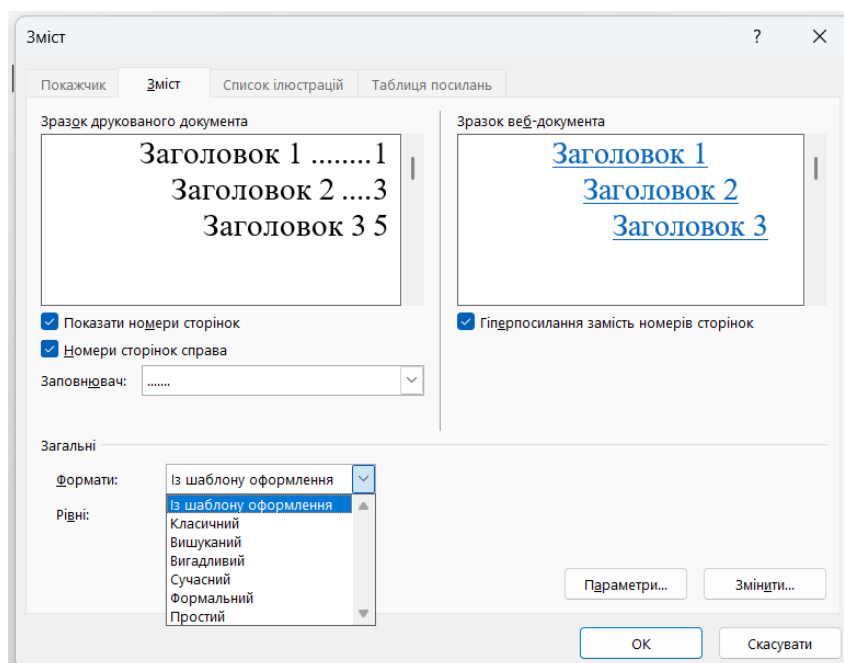 Зміст ?
Покажчик Зміст Список ілюстрацій Таблиця посилань
Зразок друкованого документа
Заголовок 1 ........1
Заголовок 2 ....3
Заголовок 3 5
Зразок веб-документа
Заголовок 1
Заголовок 2
Заголовок 3
Показати номери сторінок
Номери сторінок справа
Заповнювач: .......
Гіперпосилання замість номерів сторінок
Загальні
Формати: Із шаблону оформлення
Рівні:
Із шаблону оформлення
Класичний
Вишуканий
Вигадливий
Сучасний
Формальний
Простий
Параметри... Змінити...
ОК Скасувати